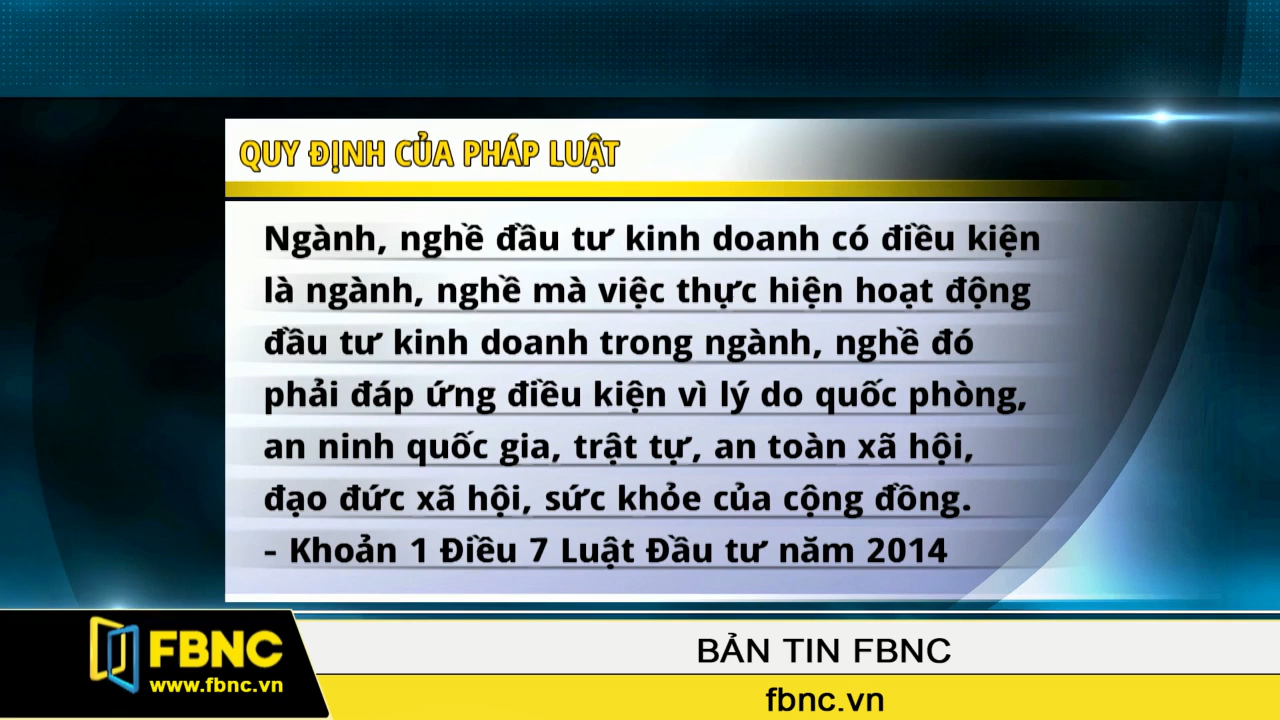 QUY ĐỊNH CỦA PHÁP LUẬT
Ngành, nghề đầu tư kinh doanh có điều kiện
là ngành, nghề mà việc thực hiện hoạt động
đầu tư kinh doanh trong ngành, nghề đó
phải đáp ứng điều kiện vì lý do quốc phòng,
an ninh quốc gia, trật tự, an toàn xã hội,
đạo đức xã hội, sức khỏe của cộng đồng.
- Khoản 1 Điều 7 Luật Đầu tư năm 2014
FBNC
www.fbnc.vn
BẢN TIN FBNC
fbnc.vn